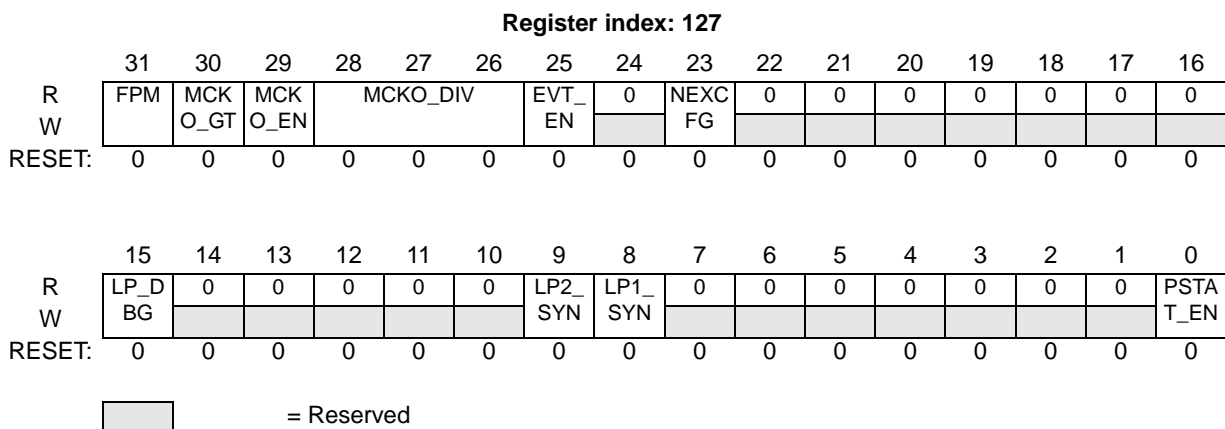 Register index: 127
31 30 29 28 27 26 25 24 23 22 21 20 19 18 17 16
R FPM MCK MCK MCKO_DIV EVT_ 0 NEXC 0 0 0 0 0 0 0
W O_GT O_EN EN FG
RESET: 0 0 0 0 0 0 0 0 0 0 0 0 0 0 0 0
15 14 13 12 11 10 9 8 7 6 5 4 3 2 1 0
R LP_D 0 0 0 0 0 LP2_ LP1_ 0 0 0 0 0 0 0 PSTA
W BG SYN SYN T_EN
RESET: 0 0 0 0 0 0 0 0 0 0 0 0 0 0 0 0
= Reserved